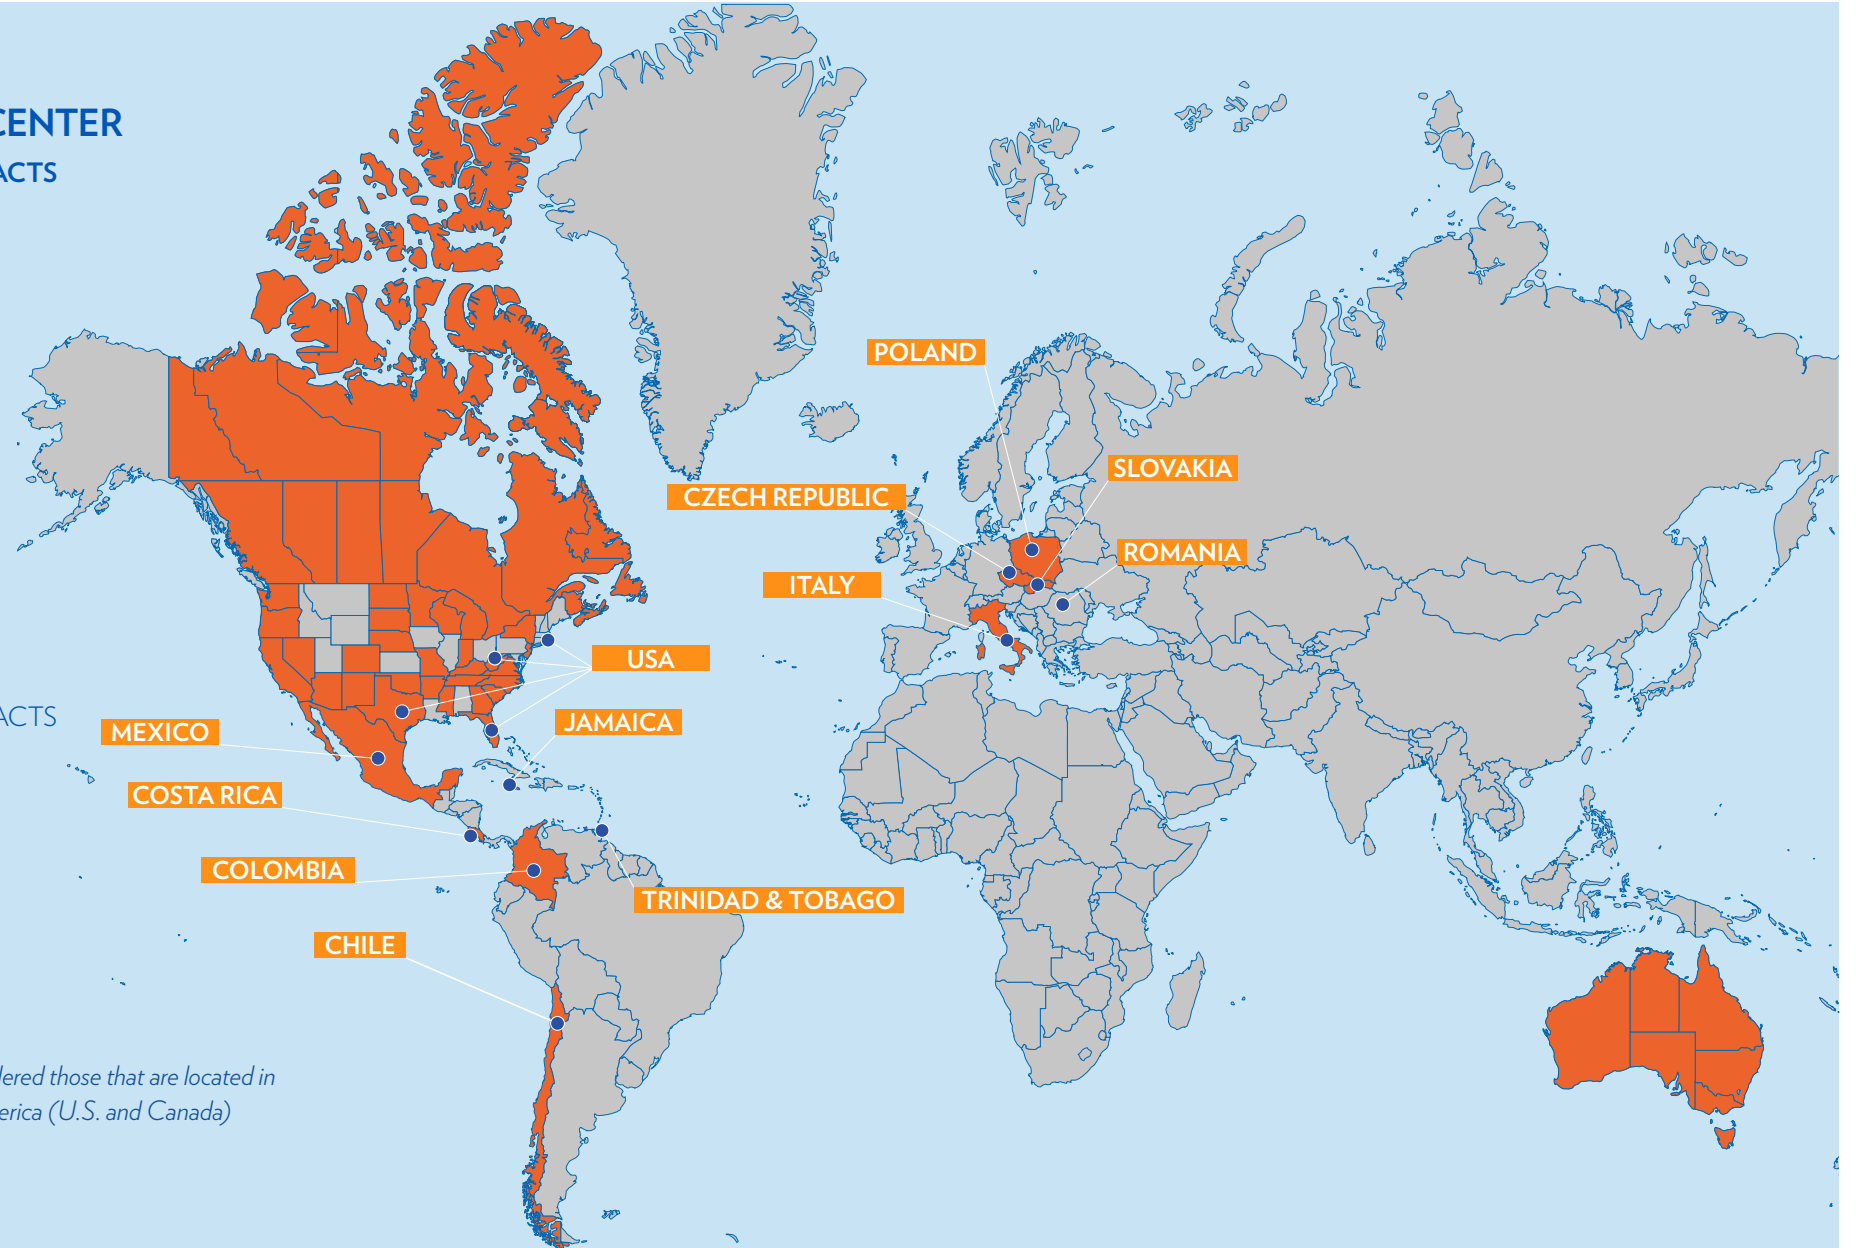 CENTER
ACTS
POLAND
SLOVAKIA
CZECH REPUBLIC
ROMANIA
ITALY
USA
ACTS
JAMAICA
MEXICO
COSTA RICA
COLOMBIA
TRINIDAD & TOBAGO
CHILE
dered those that are located in
erica (U.S. and Canada)